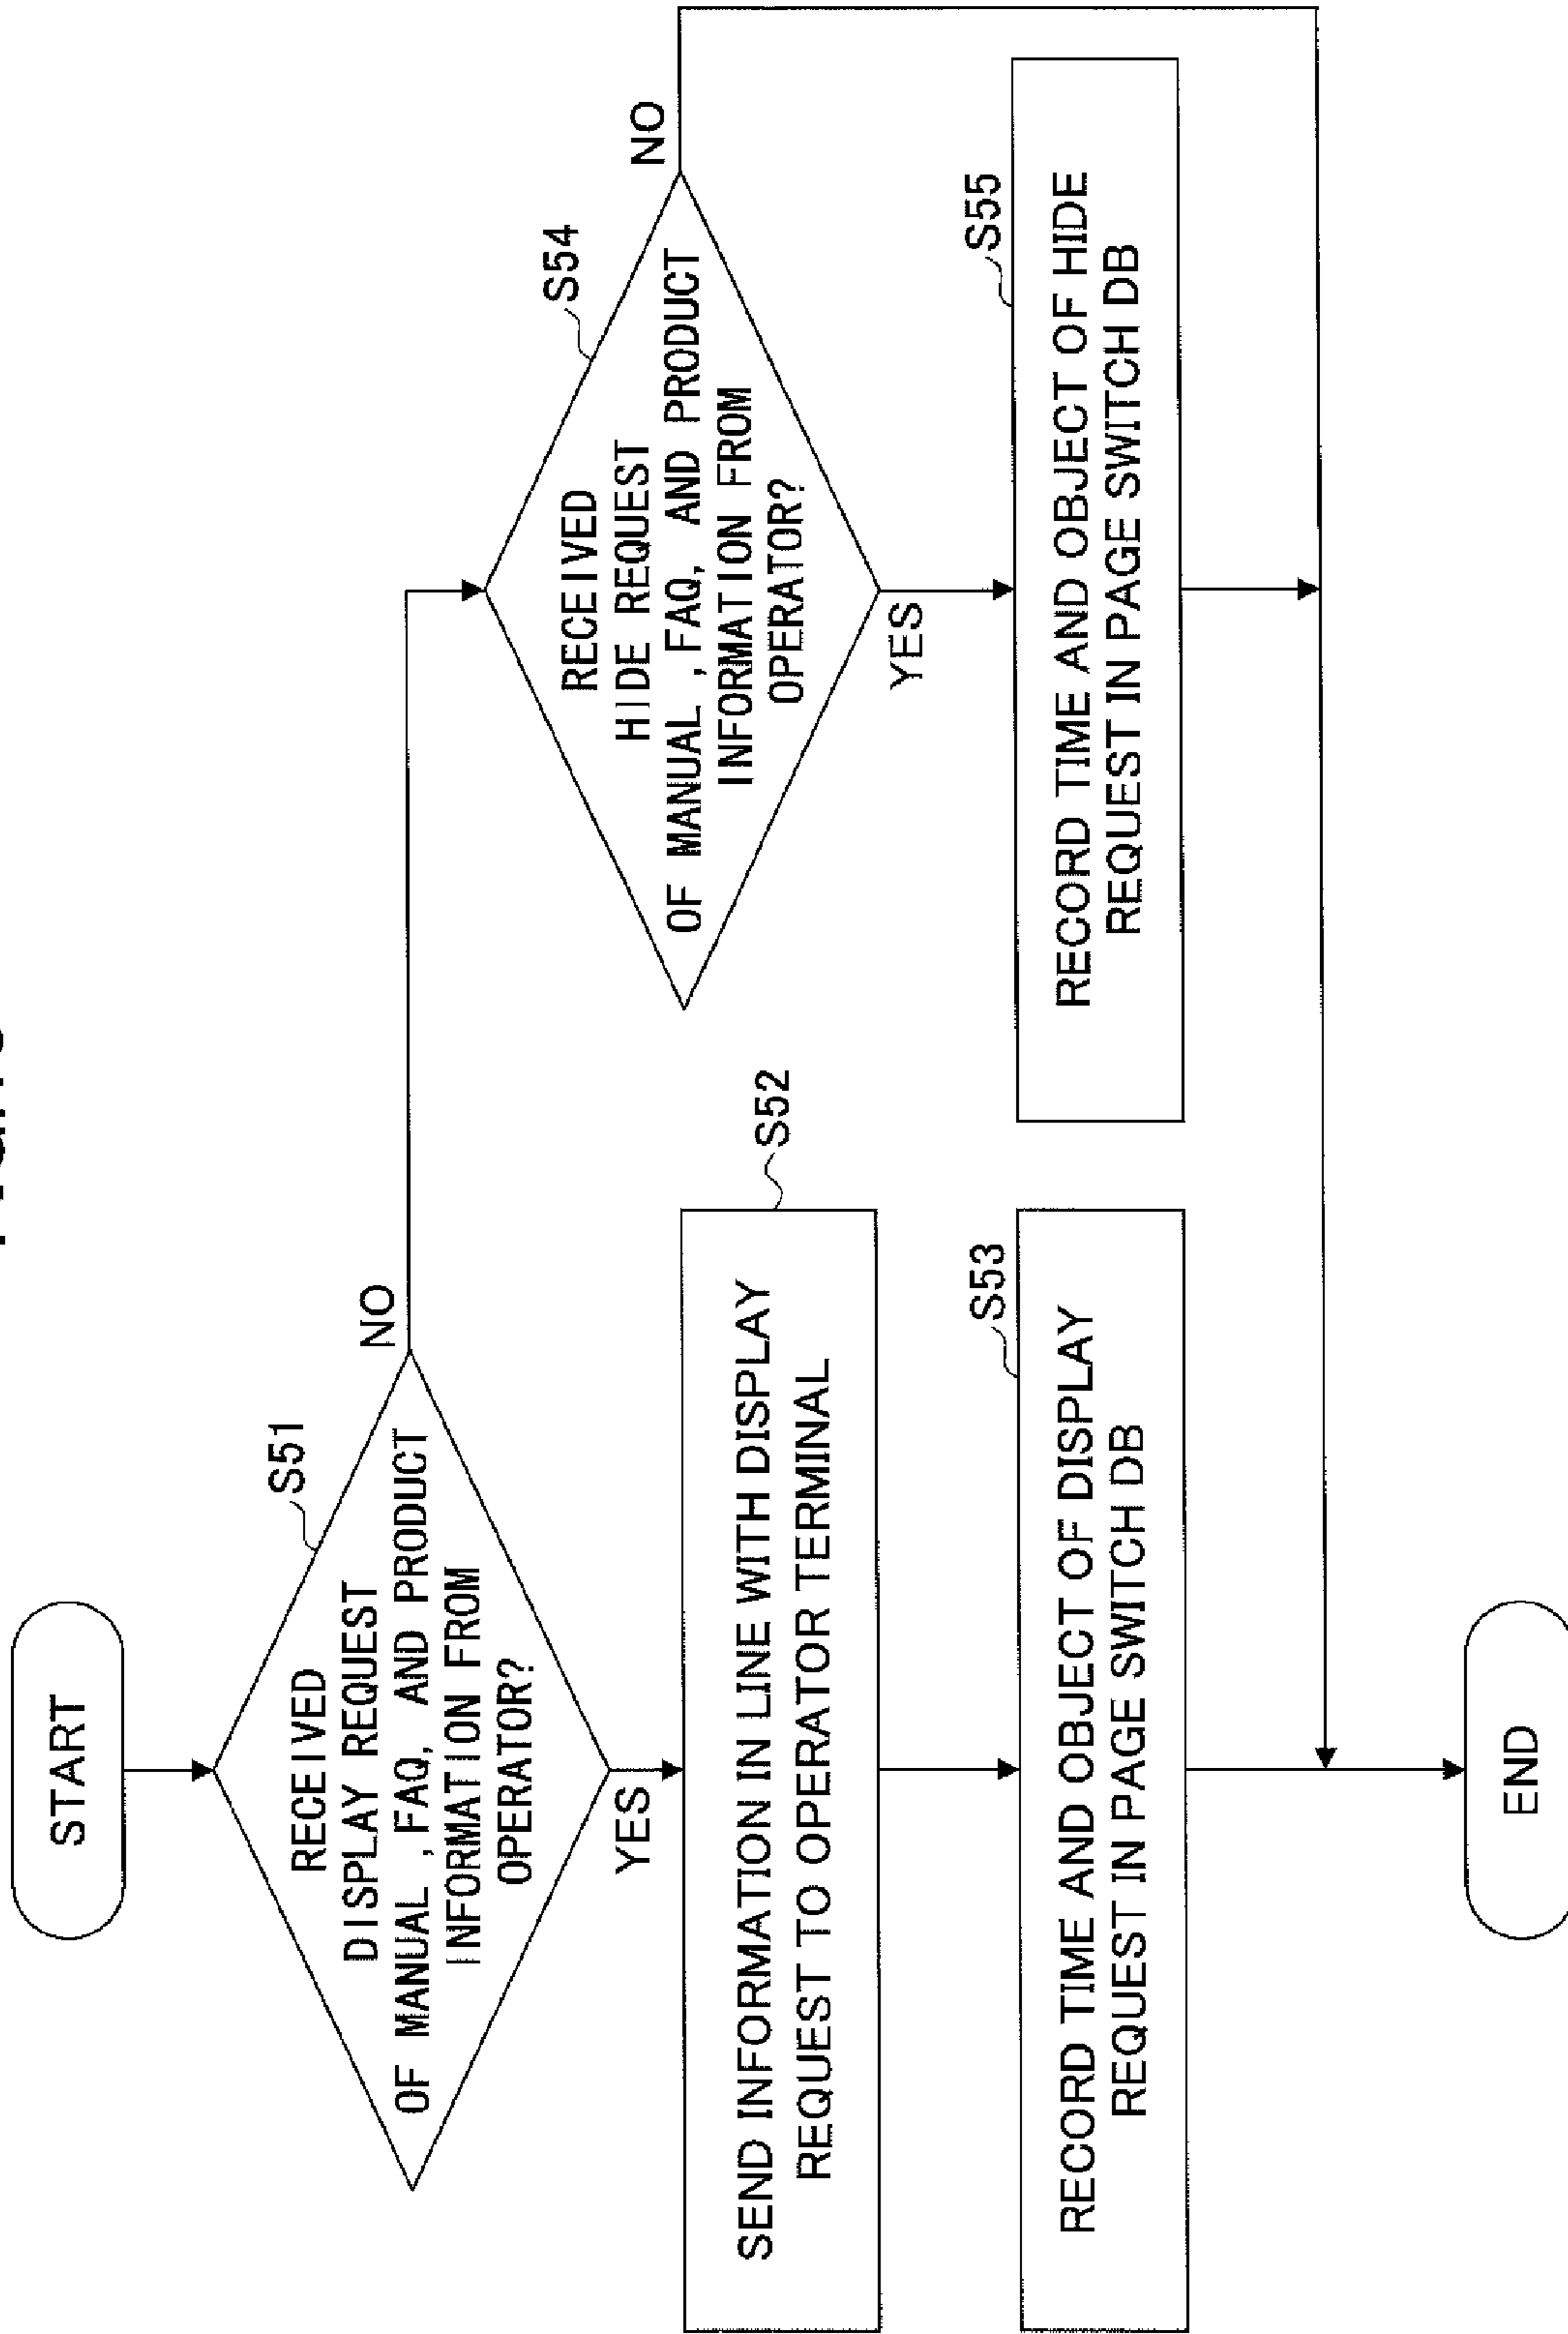 START
S51
RECEIVED
DISPLAY REQUEST
OF MANUAL ,FAQ, AND PRODUCT
INFORMATION FROM
OPERATOR?
NO
YES
S52
SEND INFORMATION IN LINE WITH DISPLAY
REQUEST TO OPERATOR TERMINAL
S53
RECORD TIME AND OBJECT OF DISPLAY
REQUEST IN PAGE SWITCH DB
S54
RECEIVED
HIDE REQUEST
OF MANUAL ,FAQ, AND PRODUCT
INFORMATION FROM
OPERATOR?
NO
YES
S55
RECORD TIME AND OBJECT OF HIDE
REQUEST IN PAGE SWITCH DB
END